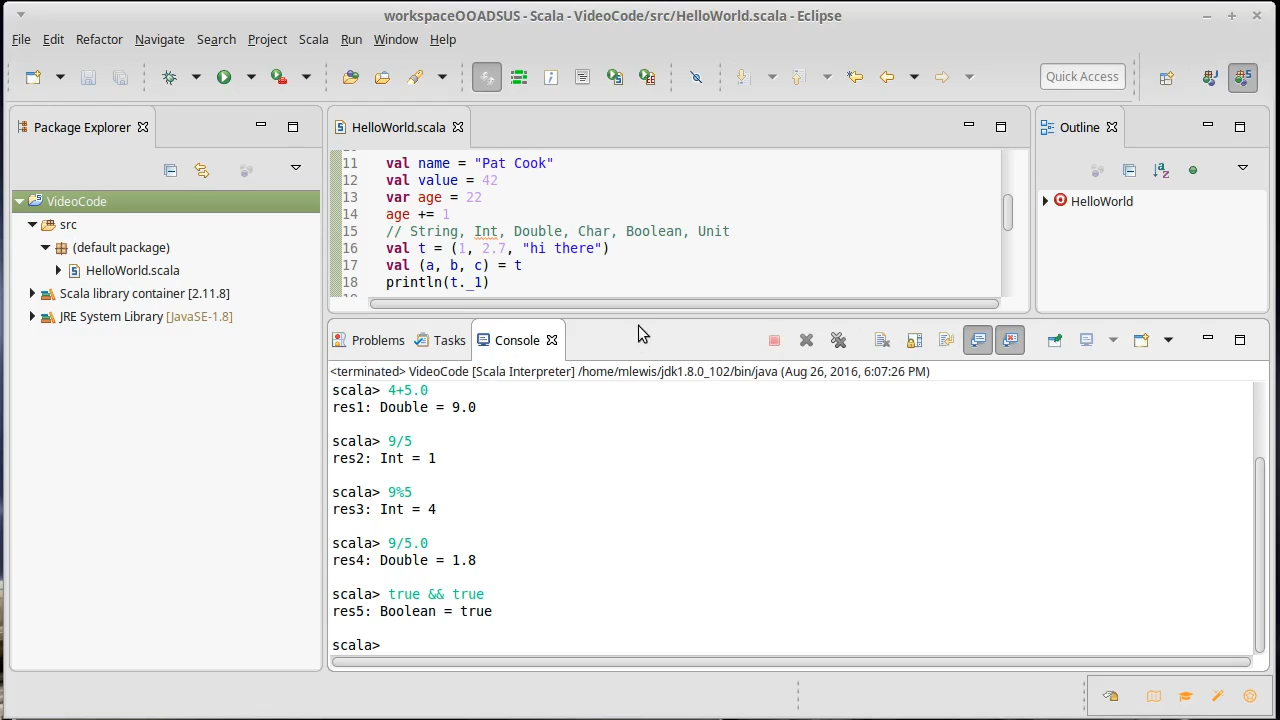 workspaceOOADSUS - Scala - VideoCode/src/HelloWorld.scala - Eclipse
File Edit Refactor Navigate Search Project Scala Run Window Help
Quick Access
Package Explorer
VideoCode
src
(default package)
HelloWorld.scala
Scala library container [2.11.8]
JRE System Library [JavaSE-1.8]
HelloWorld.scala
11 val name = "Pat Cook"
12 val value = 42
13 var age = 22
14 age += 1
15 // String, Int, Double, Char, Boolean, Unit
16 val t = (1, 2.7, "hi there")
17 val (a, b, c) = t
18 println(t._1)
Outline
HelloWorld
Problems Tasks Console
<terminated> VideoCode [Scala Interpreter] /home/mlewis/jdk1.8.0_102/bin/java (Aug 26, 2016, 6:07:26 PM)
scala> 4+5.0
res1: Double = 9.0
scala> 9/5
res2: Int = 1
scala> 9%5
res3: Int = 4
scala> 9/5.0
res4: Double = 1.8
scala> true && true
res5: Boolean = true
scala>